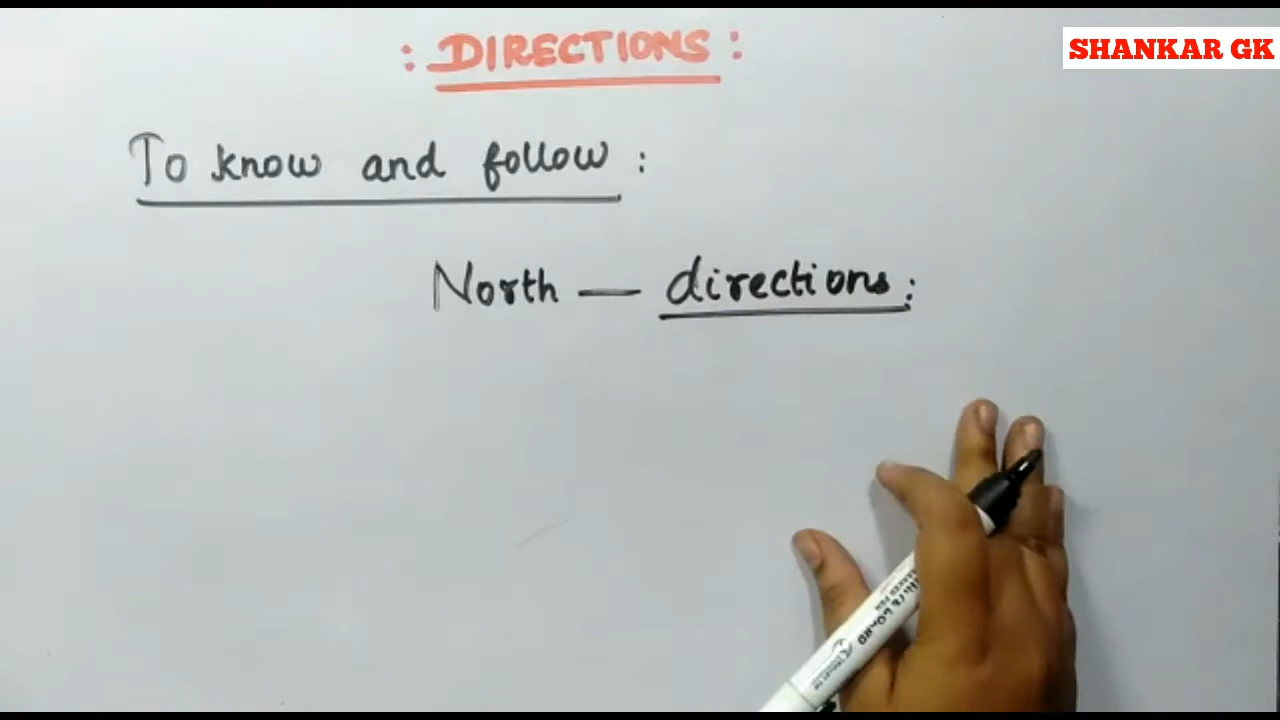 : DIRECTIONS :
SHANKAR GK
To know and follow :
North — directions :